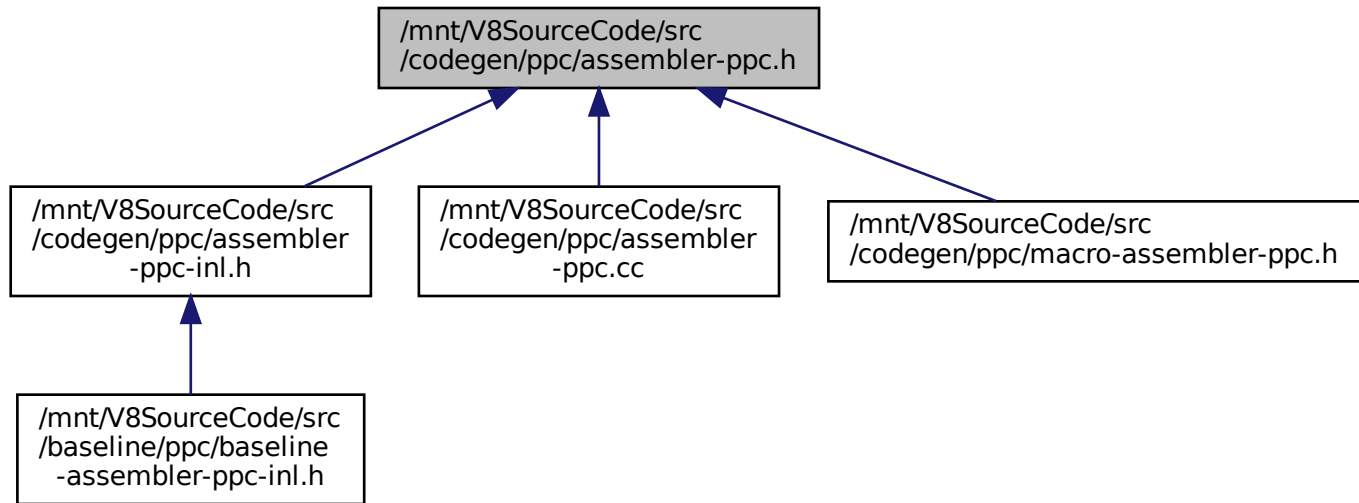 /mnt/V8SourceCode/src
/codegen/ppc/assembler-ppc.h
/mnt/V8SourceCode/src
/codegen/ppc/assembler
-ppc-inl.h
/mnt/V8SourceCode/src
/codegen/ppc/assembler
-ppc.cc
/mnt/V8SourceCode/src
/codegen/ppc/macro-assembler-ppc.h
/mnt/V8SourceCode/src
/baseline/ppc/baseline
-assembler-ppc-inl.h